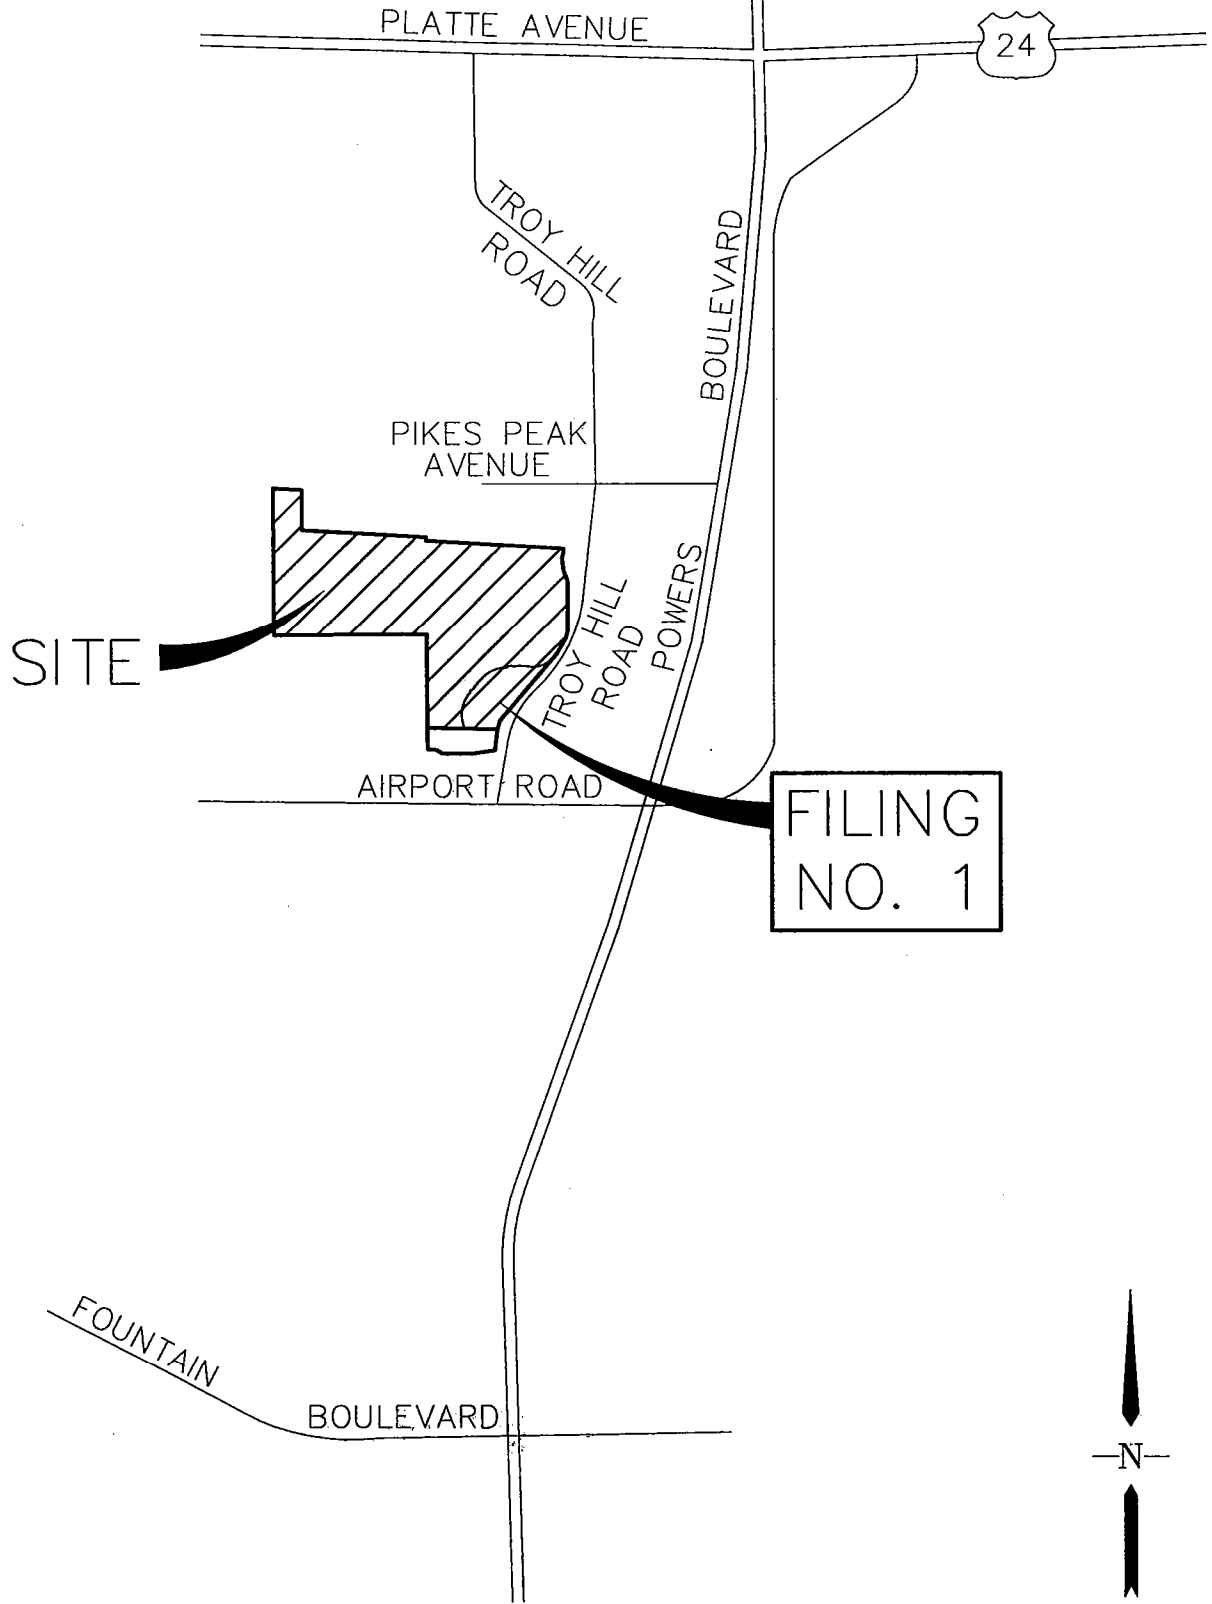 PLATTE AVENUE
24
TROY HILL
ROAD
BOULEVARD
PIKES PEAK
AVENUE
SITE
TROY HILL
ROAD
POWERS
AIRPORT ROAD
FILING
NO. 1
FOUNTAIN
BOULEVARD
N